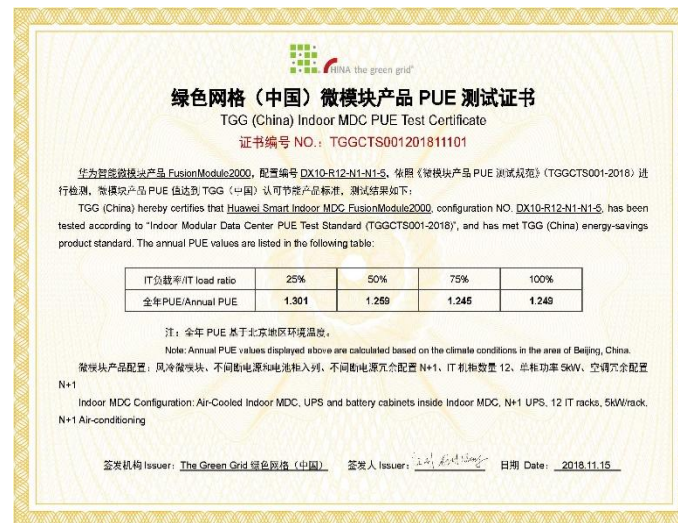 CHINA the green grid®
绿色网格（中国）微模块产品 PUE 测试证书
TGG (China) Indoor MDC PUE Test Certificate
证书编号 NO.：TGGCTS001201811101
华为智能微模块产品 FusionModule2000，配置编号 DX10-R12-N1-N1-5，依照《微模块产品 PUE 测试规范》（TGGCTS001-2018）进
行检测，微模块产品 PUE 值达到 TGG（中国）认可节能产品标准，测试结果如下：
TGG (China) hereby certifies that Huawei Smart Indoor MDC FusionModule2000, configuration NO. DX10-R12-N1-N1-5, has been
tested according to "Indoor Modular Data Center PUE Test Standard (TGGCTS001-2018)", and has met TGG (China) energy-savings
product standard. The annual PUE values are listed in the following table:
IT负载率/IT load ratio 25% 50% 75% 100%
全年PUE/Annual PUE 1.301 1.259 1.245 1.249
注：全年 PUE 基于北京地区环境温度。
Note: Annual PUE values displayed above are calculated based on the climate conditions in the area of Beijing, China.
微模块产品配置：风冷微模块、不间断电源和电池柜入列、不间断电源冗余配置 N+1、IT 机柜数量 12、单柜功率 5kW、空调冗余配置
N+1
Indoor MDC Configuration: Air-Cooled Indoor MDC, UPS and battery cabinets inside Indoor MDC, N+1 UPS, 12 IT racks, 5kW/rack,
N+1 Air-conditioning
签发机构 Issuer: The Green Grid 绿色网格（中国） 签发人 Issuer: 日期 Date: 2018.11.15